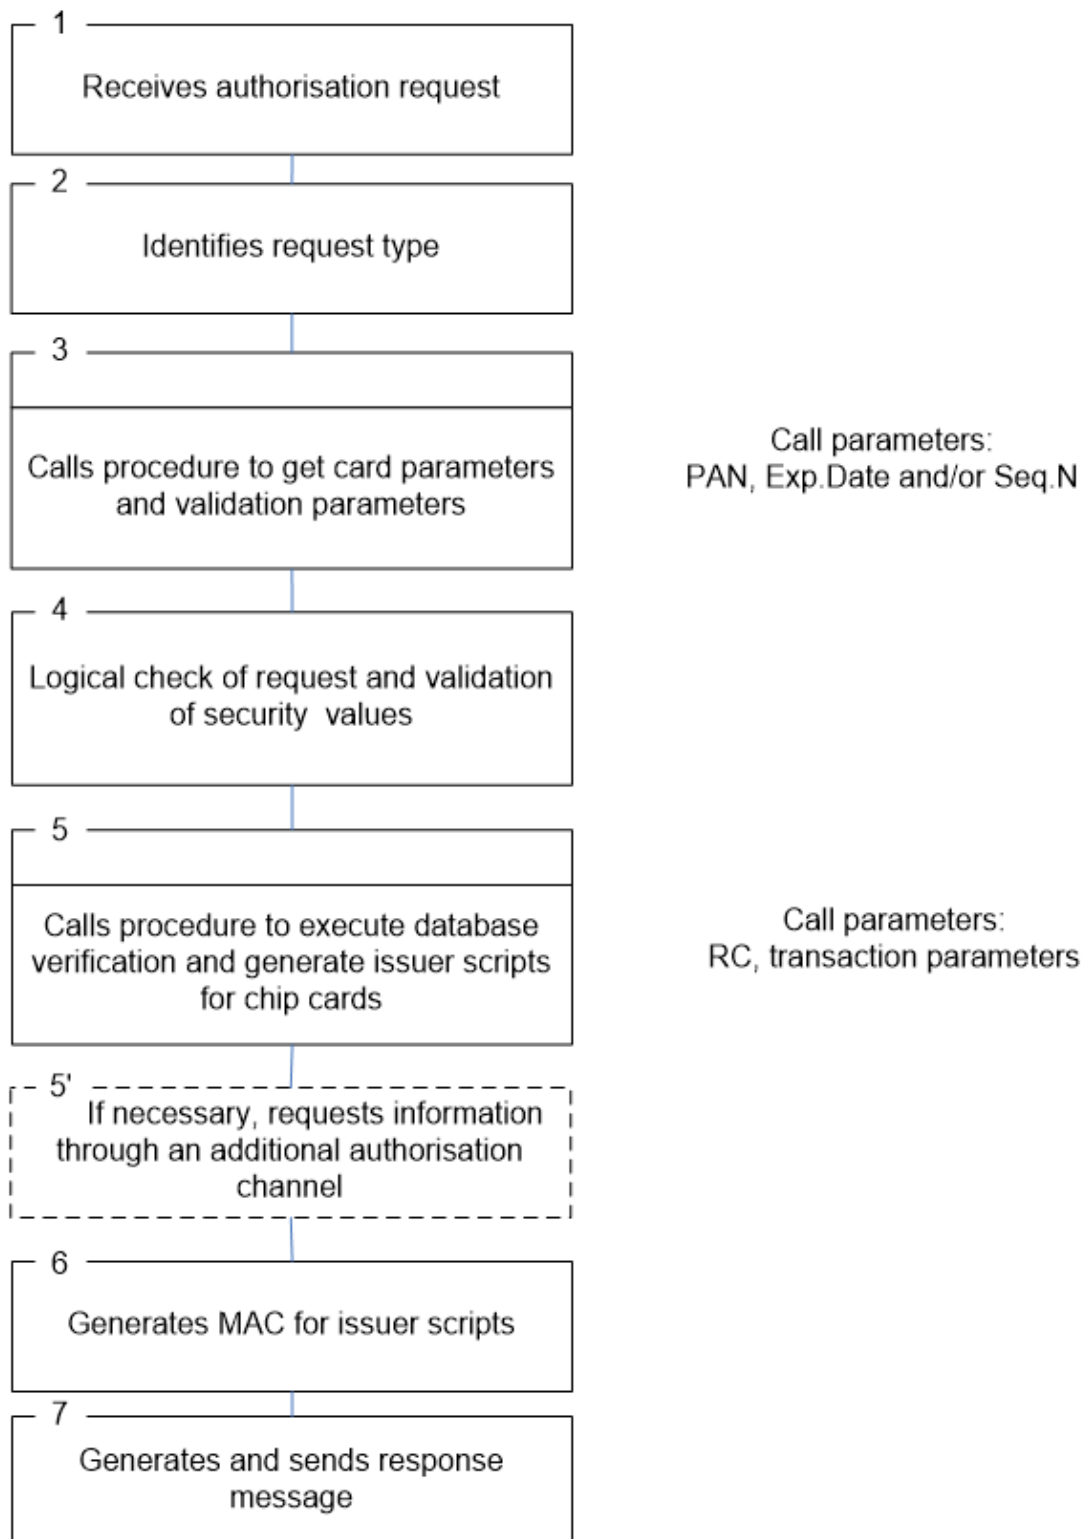 1
Receives authorisation request
2
Identifies request type
3
Calls procedure to get card parameters
and validation parameters
Call parameters:
PAN, Exp.Date and/or Seq.N
4
Logical check of request and validation
of security  values
5
Calls procedure to execute database
verification and generate issuer scripts
for chip cards
Call parameters:
RC, transaction parameters
5'
If necessary, requests information
through an additional authorisation
channel
6
Generates MAC for issuer scripts
7
Generates and sends response
message